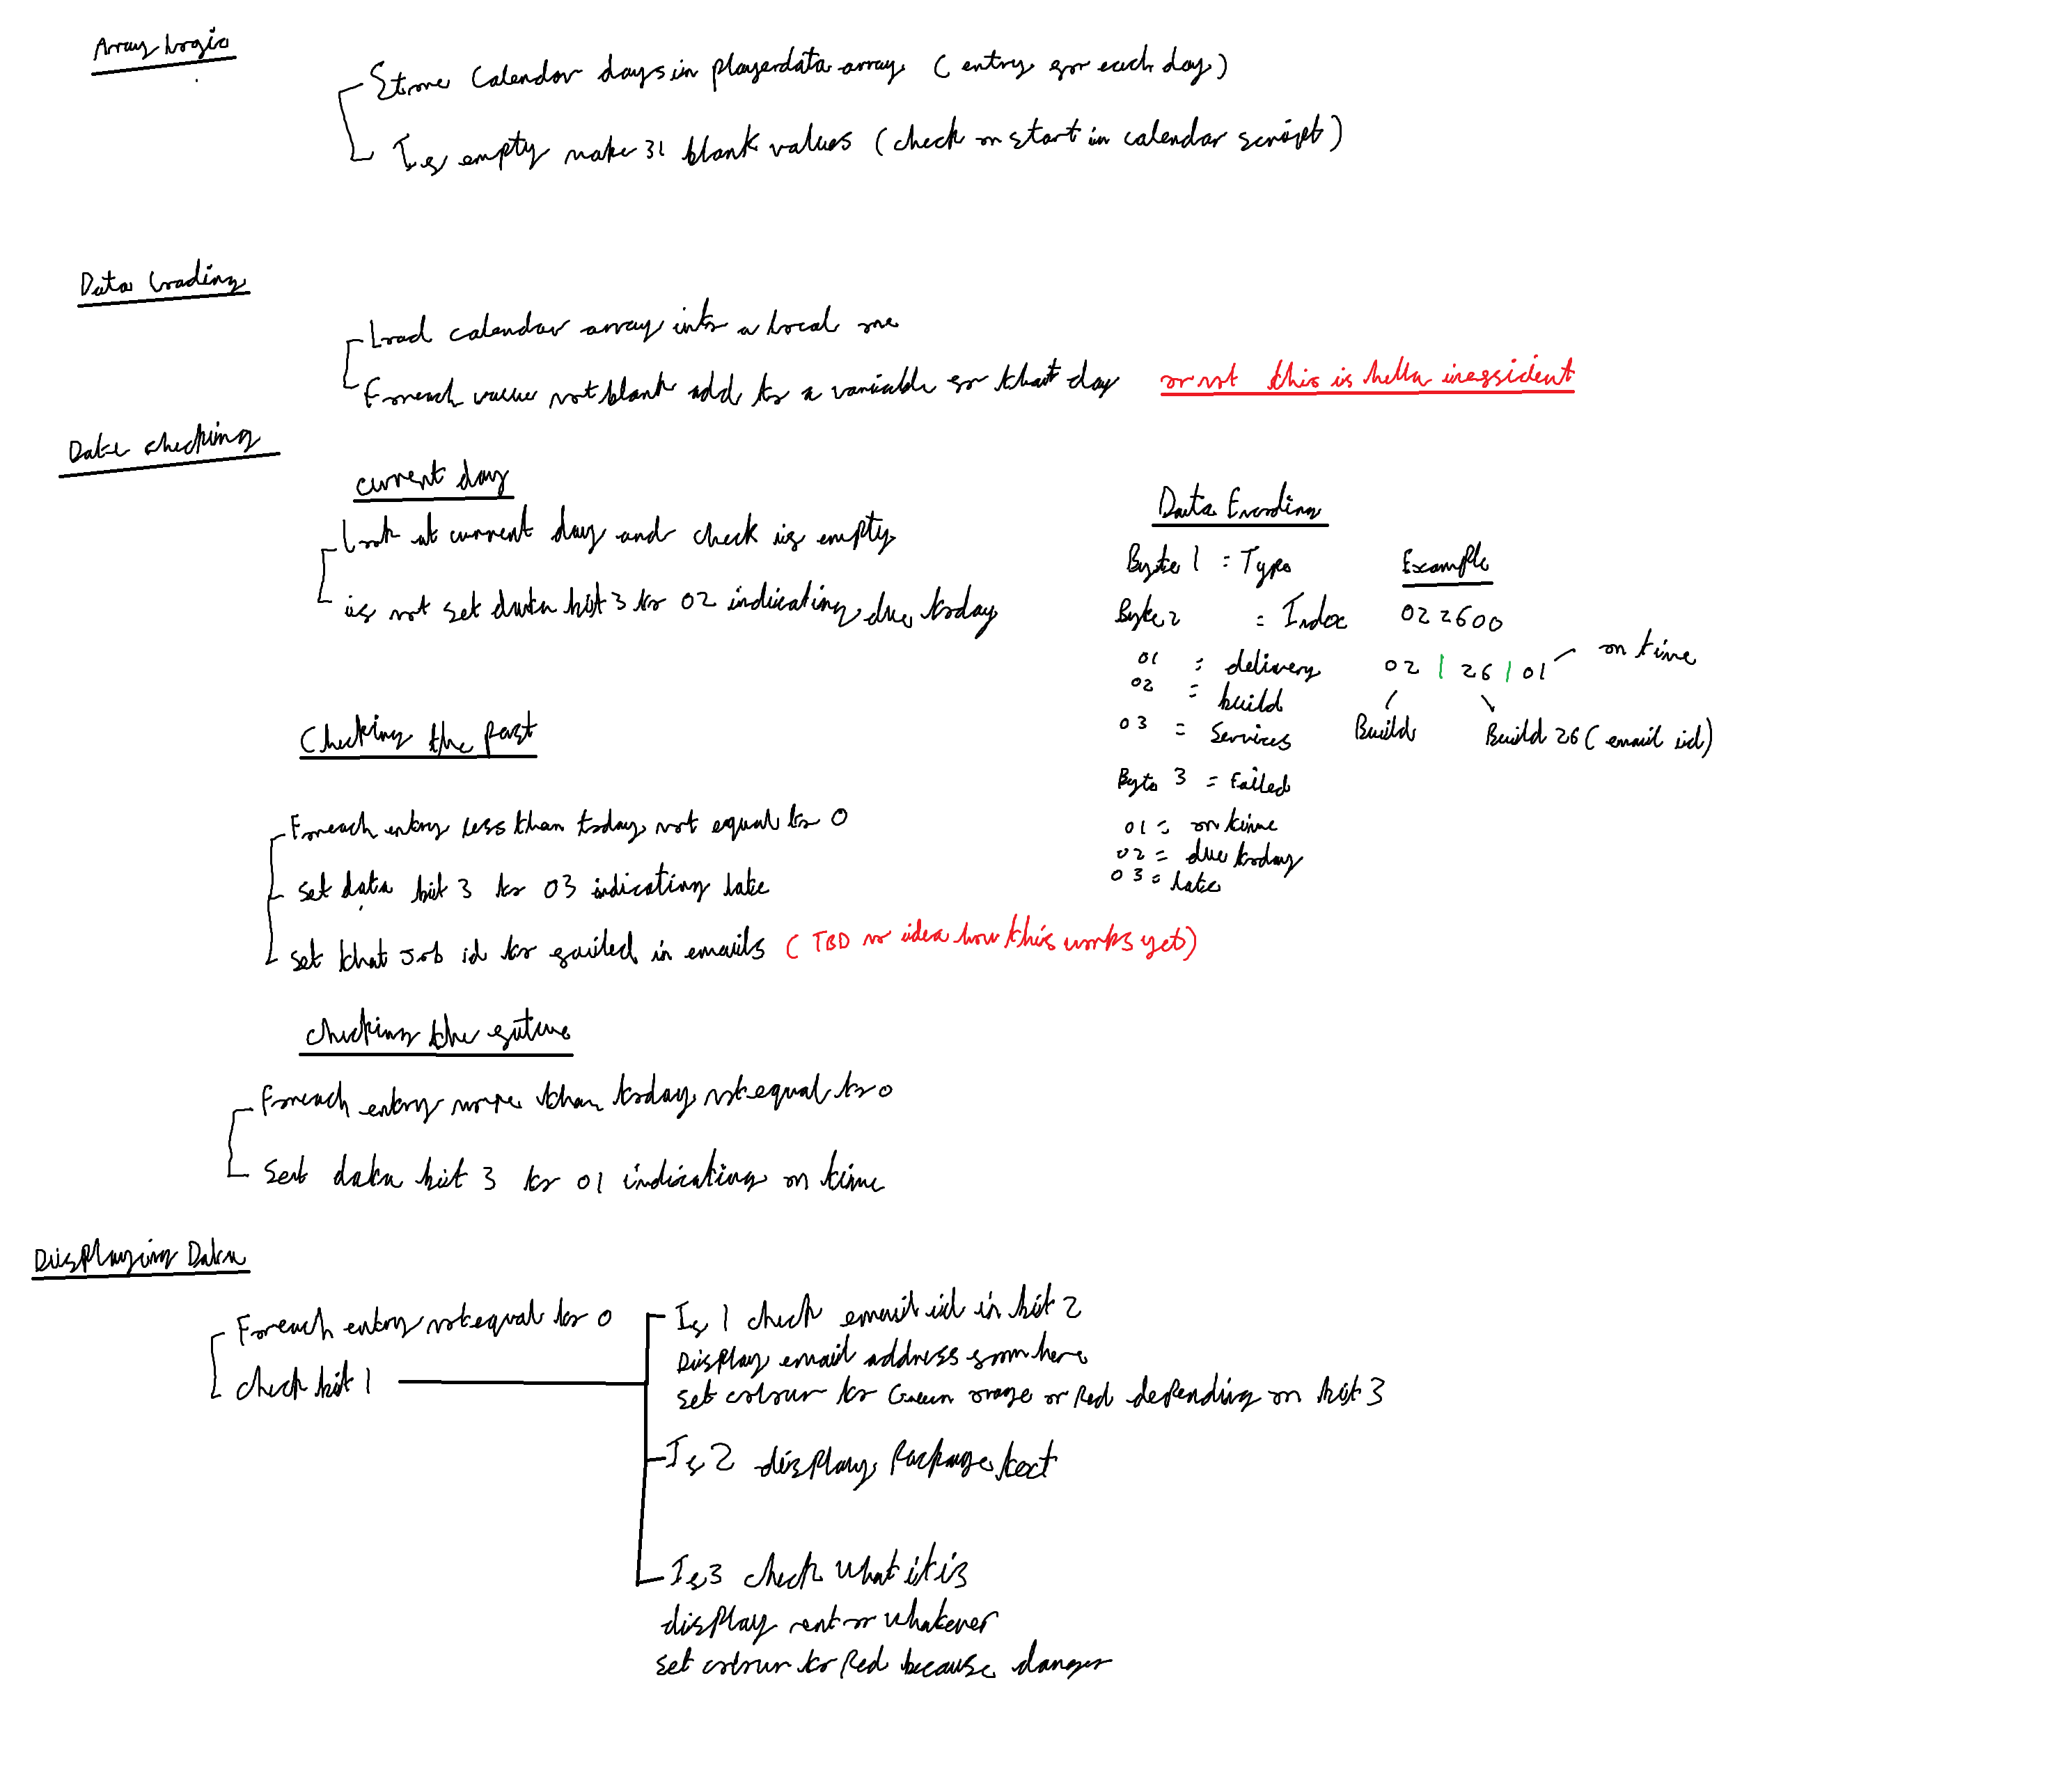 Array Logic
Store Calendar days in playerdata array (entry for each day)
If empty make 31 blank values (check on start in calendar script)
Data loading
Load calendar array into a local one
Foreach value not blank add to a variable for that day
or not this is hella inefficient
Date checking
current day
Look at current day and check if empty
if not set data bit 3 to 02 indicating due today
Checking the past
Foreach entry less than today not equal to 0
set data bit 3 to 03 indicating late
set that Job id to failed in emails (TBD no idea how this works yet)
checking the future
Foreach entry more than today not equal to 0
Set data bit 3 to 01 indicating on time
Data Encoding
Byte 1 = Type
Byte 2 = Index
01 = delivery
02 = build
03 = Services
Byte 3 = Failed
01 = on time
02 = due today
03 = late
Example
022600
02 | 26 | 01
on time
Build
Build 26 (email id)
Displaying Data
Foreach entry not equal to 0
check bit 1
If 1 check email id in bit 2
Display email address from here
set colour to Green orange or Red depending on bit 3
If 2 display Package text
If 3 check what it is
display rent or whatever
set colour to Red because danger